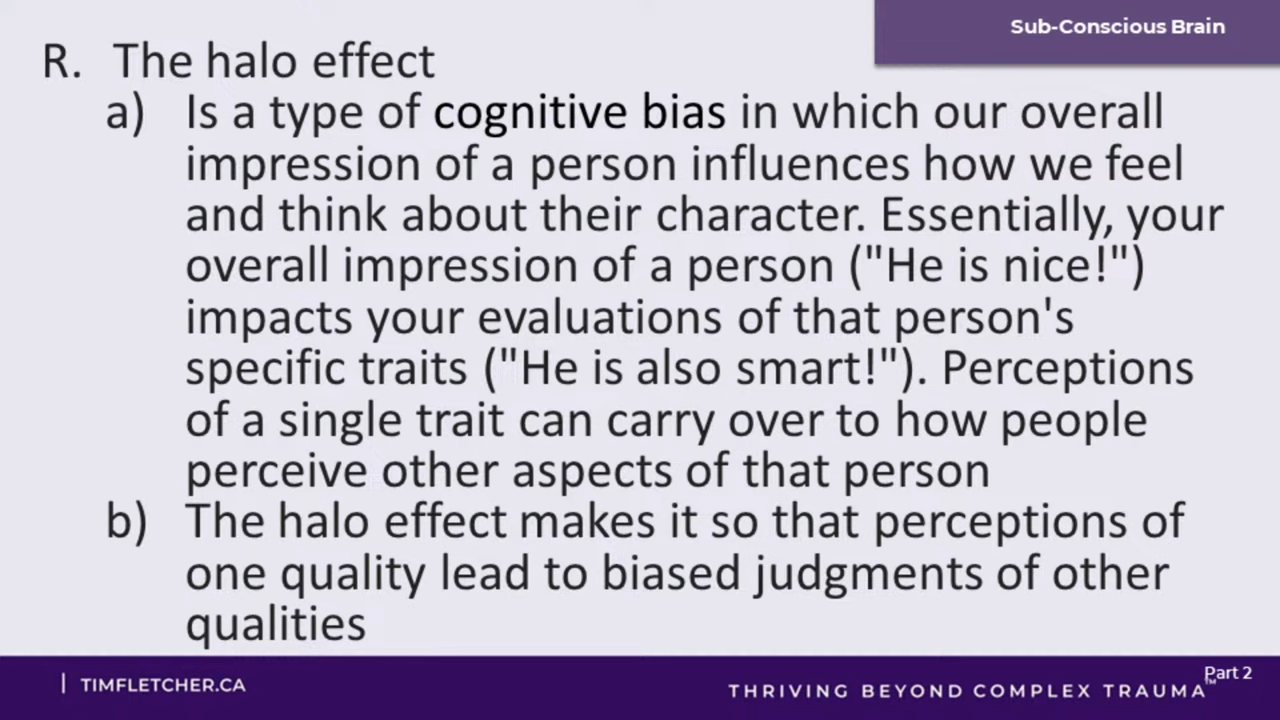 Sub-Conscious Brain
R. The halo effect
a) Is a type of cognitive bias in which our overall
impression of a person influences how we feel
and think about their character. Essentially, your
overall impression of a person ("He is nice!")
impacts your evaluations of that person's
specific traits ("He is also smart!"). Perceptions
of a single trait can carry over to how people
perceive other aspects of that person
b) The halo effect makes it so that perceptions of
one quality lead to biased judgments of other
qualities
| TIMFLETCHER.CA
Part 2
THRIVING BEYOND COMPLEX TRAUMA™